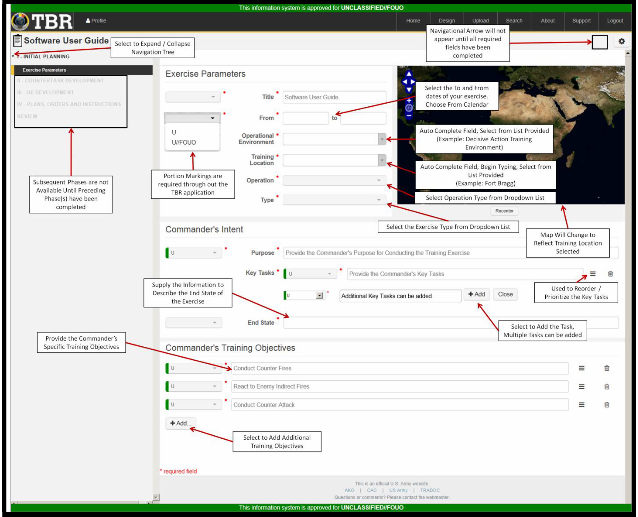 This information system is approved for UNCLASSIFIED/FOUO
TBR
Profile
Home Design Upload Search About Support Logout
Software User Guide
Select to Expand / Collapse
Navigation Tree
Navigational Arrow will not
appear until all required
fields have been
completed
I - INITIAL PLANNING
Exercise Parameters
II - COUNTERFORCE DEVELOPMENT
III - OE DEVELOPMENT
IV - PLANS, ORDERS AND INSTRUCTIONS
REVIEW
Exercise Parameters
* Title * Software User Guide
* From * to
U
U//FOUO
Operational *
Environment
Training *
Location
Operation *
Type *
Select the To and From
dates of your exercise.
Choose From Calendar
Auto Complete Field, Select from List Provided
(Example: Decisive Action Training
Environment)
Auto Complete Field, Begin Typing, Select from
List Provided
(Example: Fort Bragg)
Select Operation Type from Dropdown List
Select the Exercise Type from Dropdown List
Portion Markings are
required through out the
TBR application
Subsequent Phases are not
Available Until Preceding
Phase(s) have been
completed
Recenter
Map Will Change to
Reflect Training Location
Selected
Commander's Intent
U * Purpose * Provide the Commander's Purpose for Conducting the Training Exercise
Key Tasks * U * Provide the Commander's Key Tasks
U * Additional Key Tasks can be added + Add Close
Used to Reorder /
Prioritize the Key Tasks
Supply the Information to
Describe the End State of
the Exercise
* End State *
Select to Add the Task,
Multiple Tasks can be added
Provide the Commander's
Specific Training Objectives
Commander's Training Objectives
U * Conduct Counter Fires
U * React to Enemy Indirect Fires
U * Conduct Counter Attack
+ Add
Select to Add Additional
Training Objectives
* required field
This is an official U.S. Army website
AKO | CAC | US Army | TRADOC
Questions or comments? Please contact the webmaster.
This information system is approved for UNCLASSIFIED//FOUO